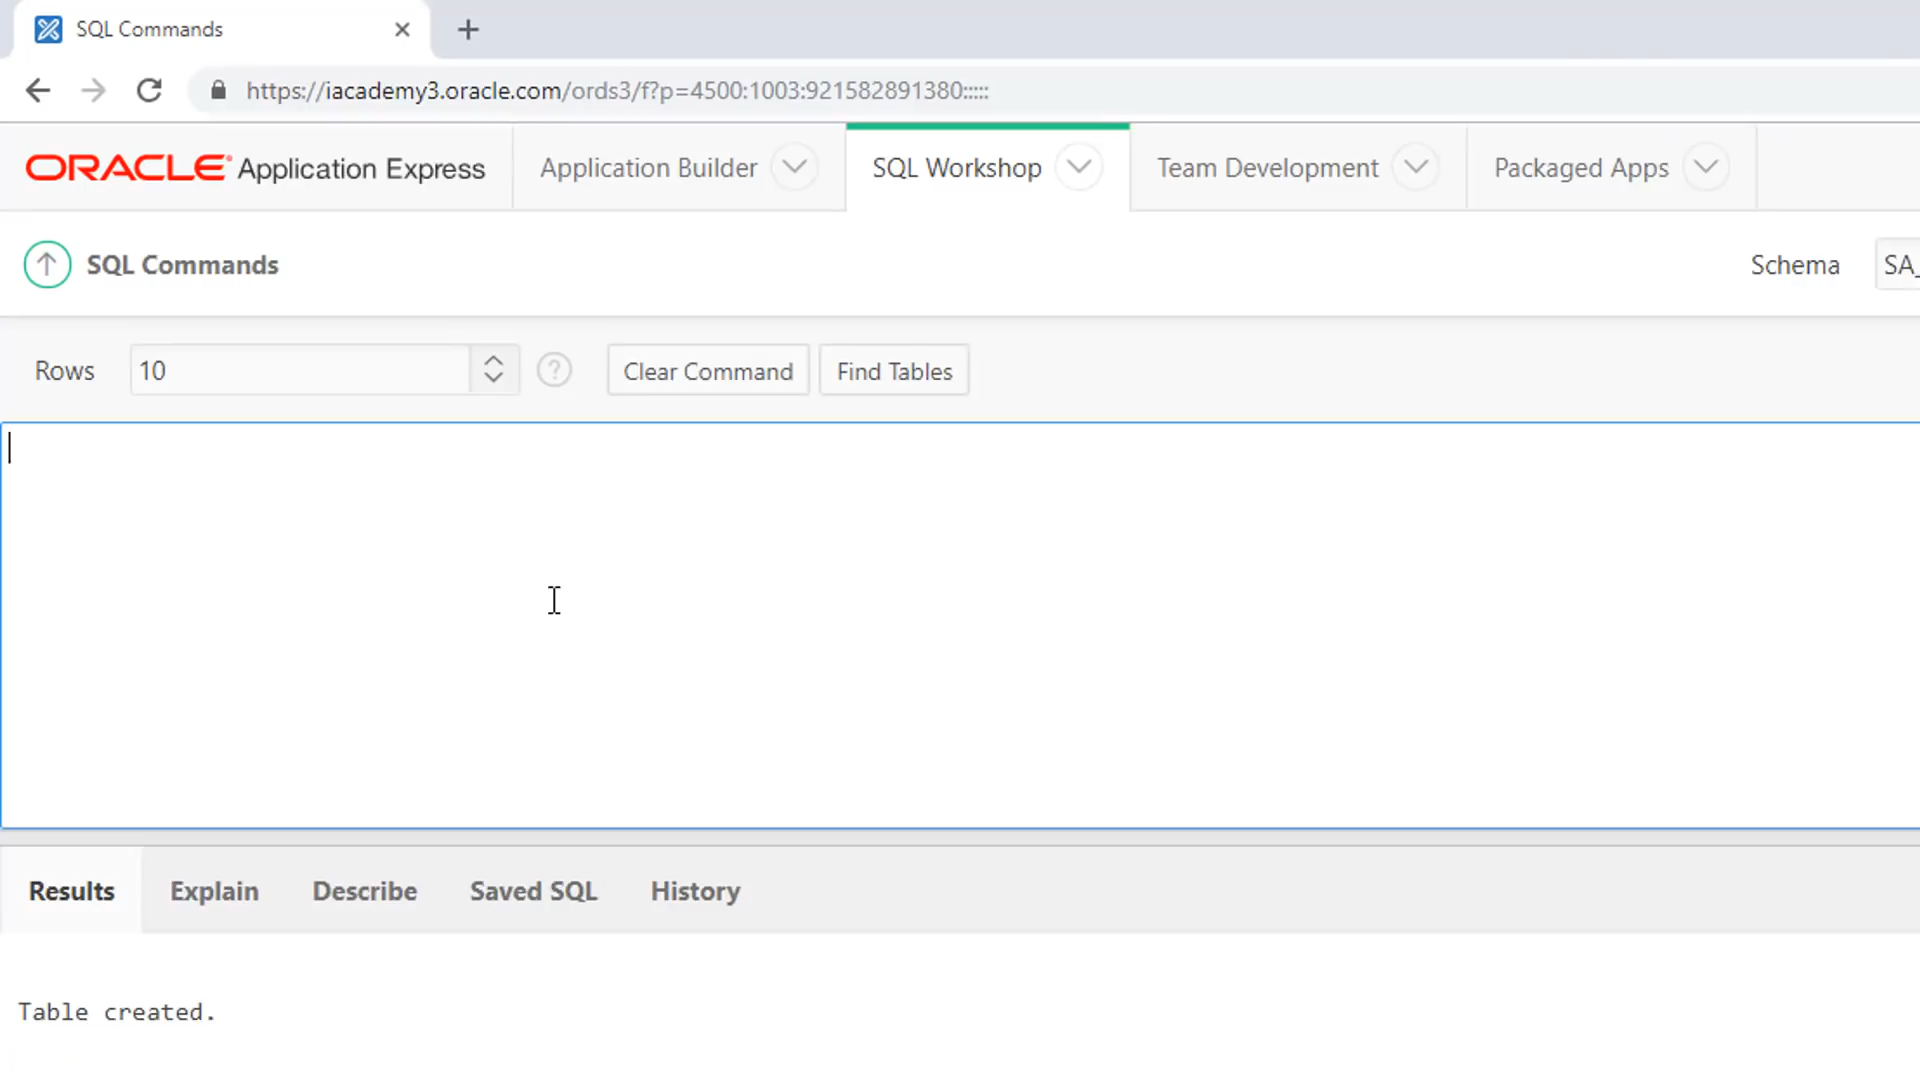 SQL Commands
https://iacademy3.oracle.com/ords3/f?p=4500:1003:921582891380:::::
ORACLE Application Express
Application Builder
SQL Workshop
Team Development
Packaged Apps
SQL Commands
Schema
SA_
Rows
10
?
Clear Command
Find Tables
Results
Explain
Describe
Saved SQL
History
Table created.